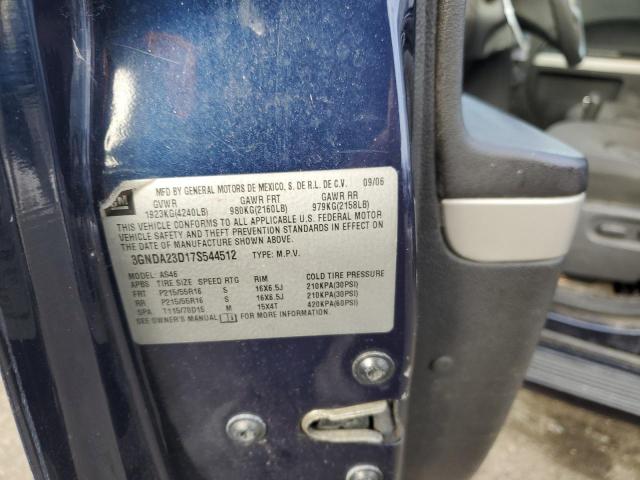 GM
MFD BY GENERAL MOTORS DE MEXICO, S. DE R.L. DE C.V. 09/06
GVWR GAWR FRT GAWR RR
1923KG(4240LB) 980KG(2160LB) 979KG(2158LB)
THIS VEHICLE CONFORMS TO ALL APPLICABLE U.S. FEDERAL MOTOR
VEHICLE SAFETY AND THEFT PREVENTION STANDARDS IN EFFECT ON
THE DATE OF MANUFACTURE SHOWN ABOVE.
3GNDA23D17S544512 TYPE: M.P.V.
MODEL: AS46
APBS TIRE SIZE SPEED RTG RIM COLD TIRE PRESSURE
FRT P215/55R16 S 16X6.5J 210KPA(30PSI)
RR P215/55R16 S 16X6.5J 210KPA(30PSI)
SPA T115/70D15 M 15X4T 420KPA(60PSI)
SEE OWNER'S MANUAL FOR MORE INFORMATION.